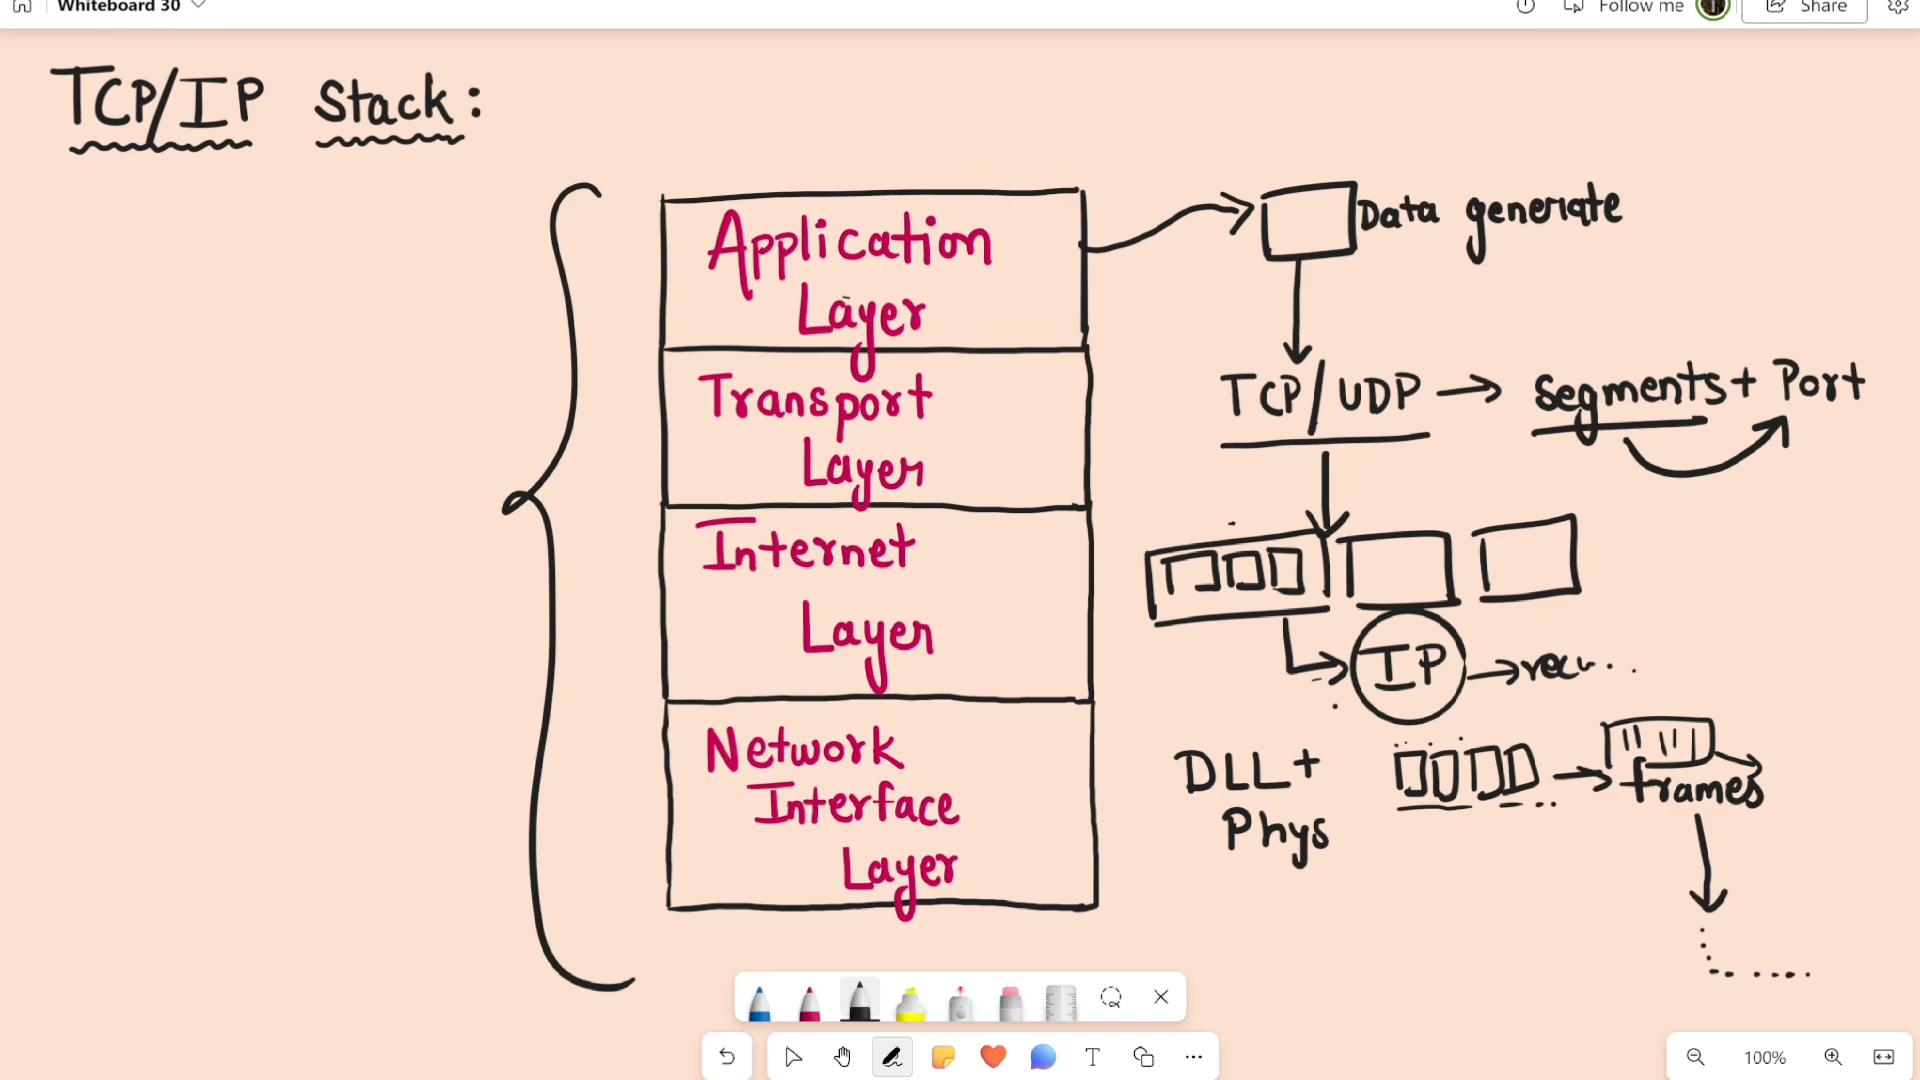 Whiteboard 30
Follow me
Share
TCP/IP Stack:
Application
Layer
Data generate
Transport
Layer
TCP/UDP → segments + Port
Internet
Layer
IP
Network
Interface
Layer
DLL +
Phys
frames
T
100%